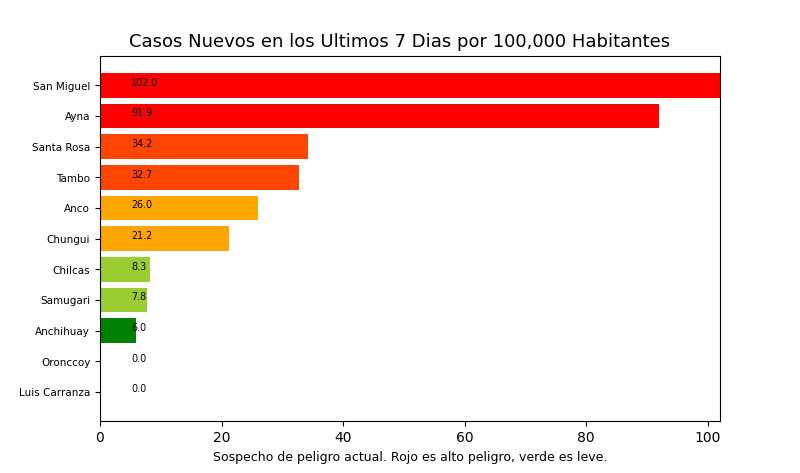 Casos Nuevos en los Ultimos 7 Dias por 100,000 Habitantes
San Miguel 102.0
Ayna 91.9
Santa Rosa 34.2
Tambo 32.7
Anco 26.0
Chungui 21.2
Chilcas 8.3
Samugari 7.8
Anchihuay 6.0
Oronccoy 0.0
Luis Carranza 0.0
0 20 40 60 80 100
Sospecho de peligro actual. Rojo es alto peligro, verde es leve.